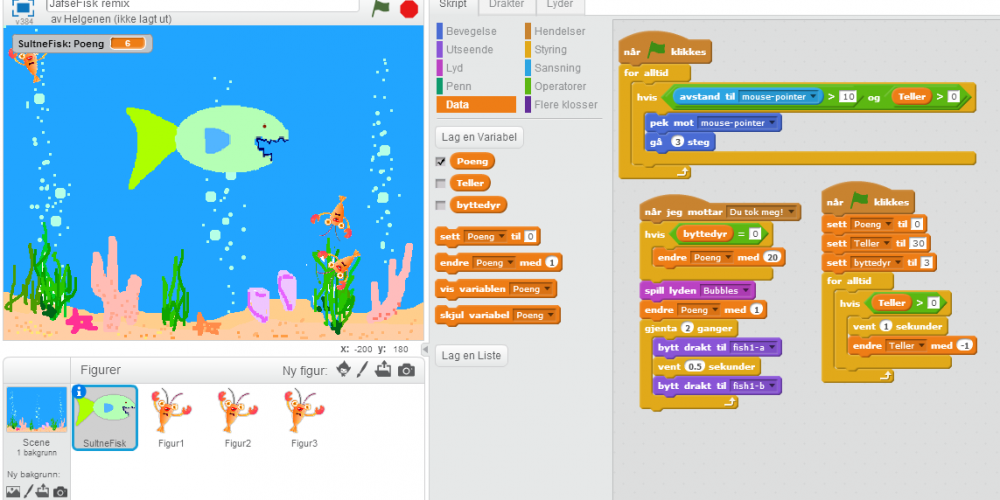 JafseFisk remix
av Helgenen (ikke lagt ut)
v384
SultneFisk: Poeng 6
x: -200 y: 180
Figurer
Ny figur:
Scene
1 bakgrunn
Ny bakgrunn:
SultneFisk
Figur1
Figur2
Figur3
Skript
Drakter
Lyder
Bevegelse
Utseende
Lyd
Penn
Data
Hendelser
Styring
Sansning
Operatorer
Flere klosser
Lag en Variabel
Poeng
Teller
byttedyr
sett Poeng til 0
endre Poeng med 1
vis variablen Poeng
skjul variabel Poeng
Lag en Liste
når klikkes
for alltid
hvis avstand til mouse-pointer > 10 og Teller > 0
pek mot mouse-pointer
gå 3 steg
når jeg mottar Du tok meg!
hvis byttedyr = 0
endre Poeng med 20
spill lyden Bubbles
endre Poeng med 1
gjenta 2 ganger
bytt drakt til fish1-a
vent 0.5 sekunder
bytt drakt til fish1-b
når klikkes
sett Poeng til 0
sett Teller til 30
sett byttedyr til 3
for alltid
hvis Teller > 0
vent 1 sekunder
endre Teller med -1